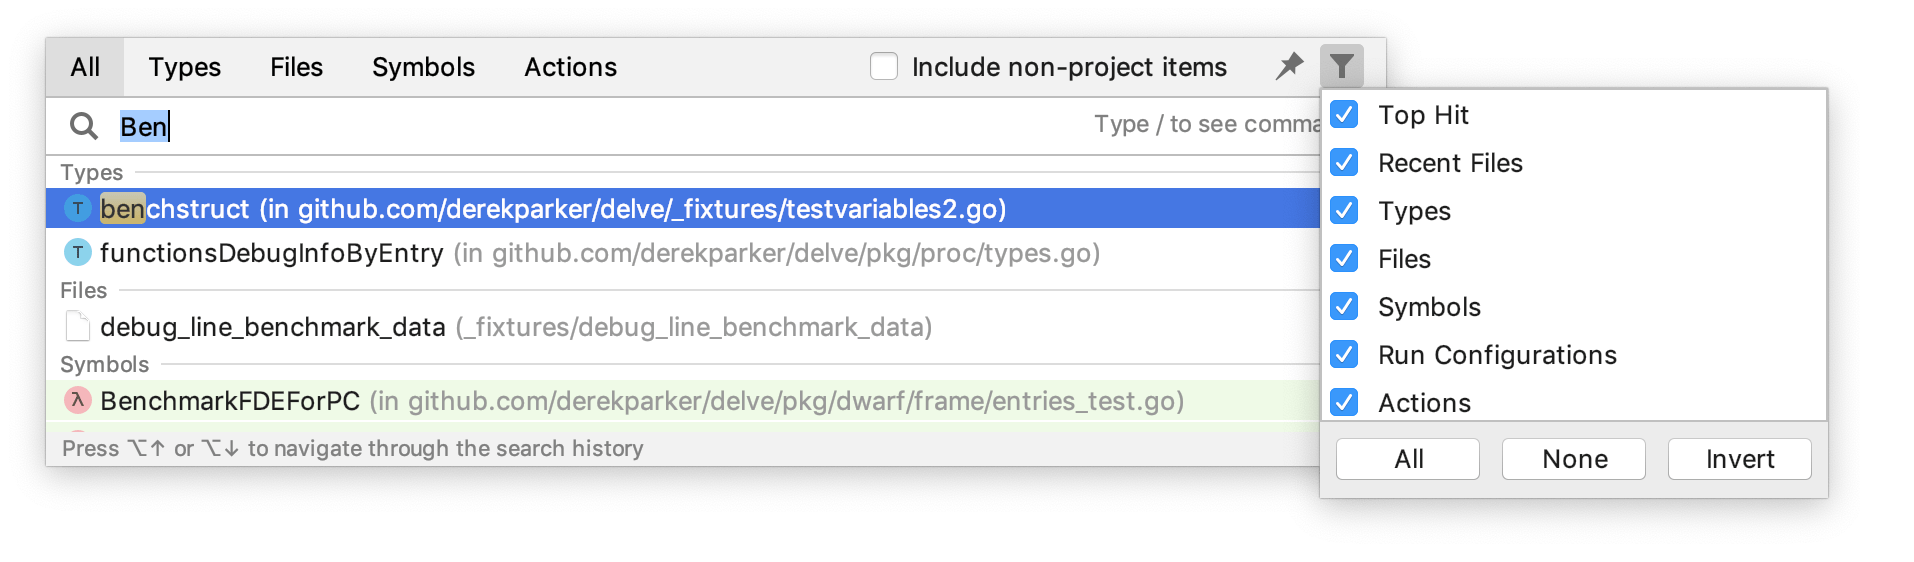 All Types Files Symbols Actions Include non-project items
Ben Type / to see comma
Types
T benchstruct (in github.com/derekparker/delve/_fixtures/testvariables2.go)
T functionsDebugInfoByEntry (in github.com/derekparker/delve/pkg/proc/types.go)
Files
debug_line_benchmark_data (_fixtures/debug_line_benchmark_data)
Symbols
λ BenchmarkFDEForPC (in github.com/derekparker/delve/pkg/dwarf/frame/entries_test.go)
Press ⌥↑ or ⌥↓ to navigate through the search history
Top Hit
Recent Files
Types
Files
Symbols
Run Configurations
Actions
All None Invert